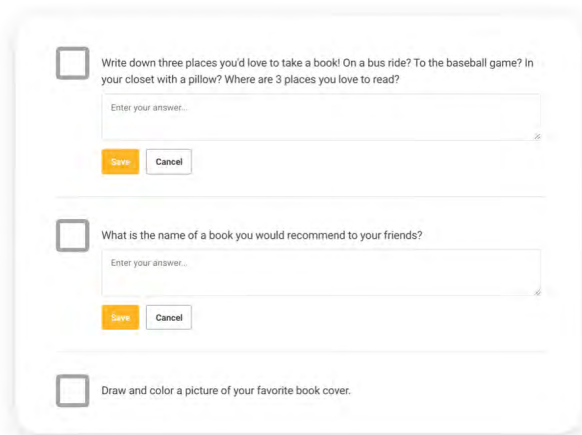 Write down three places you'd love to take a book! On a bus ride? To the baseball game? In
your closet with a pillow? Where are 3 places you love to read?
Enter your answer...
Save Cancel
What is the name of a book you would recommend to your friends?
Enter your answer...
Save Cancel
Draw and color a picture of your favorite book cover.